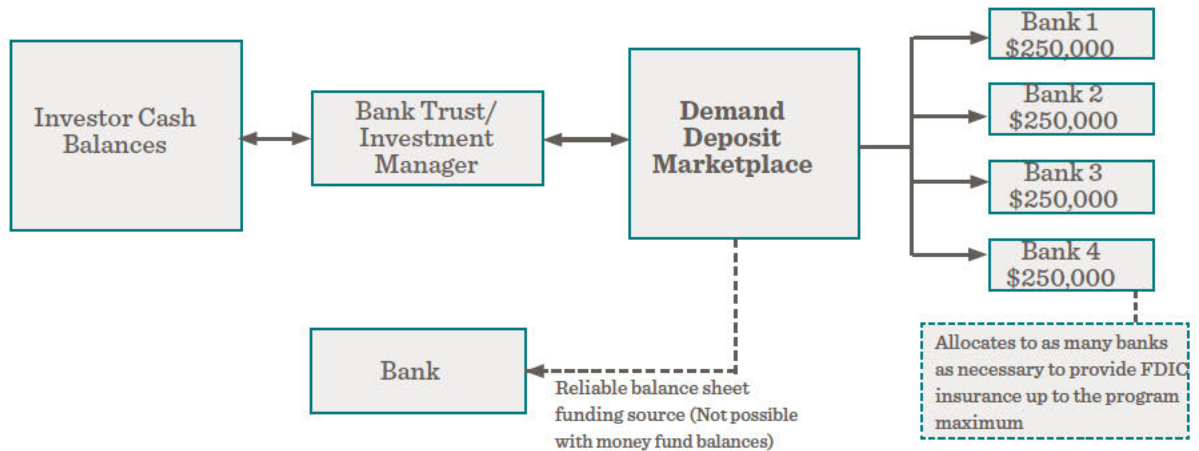 Investor Cash
Balances
Bank Trust/
Investment
Manager
Demand
Deposit
Marketplace
Bank 1
$250,000
Bank 2
$250,000
Bank 3
$250,000
Bank 4
$250,000
Bank
Reliable balance sheet
funding source (Not possible
with money fund balances)
Allocates to as many banks
as necessary to provide FDIC
insurance up to the program
maximum